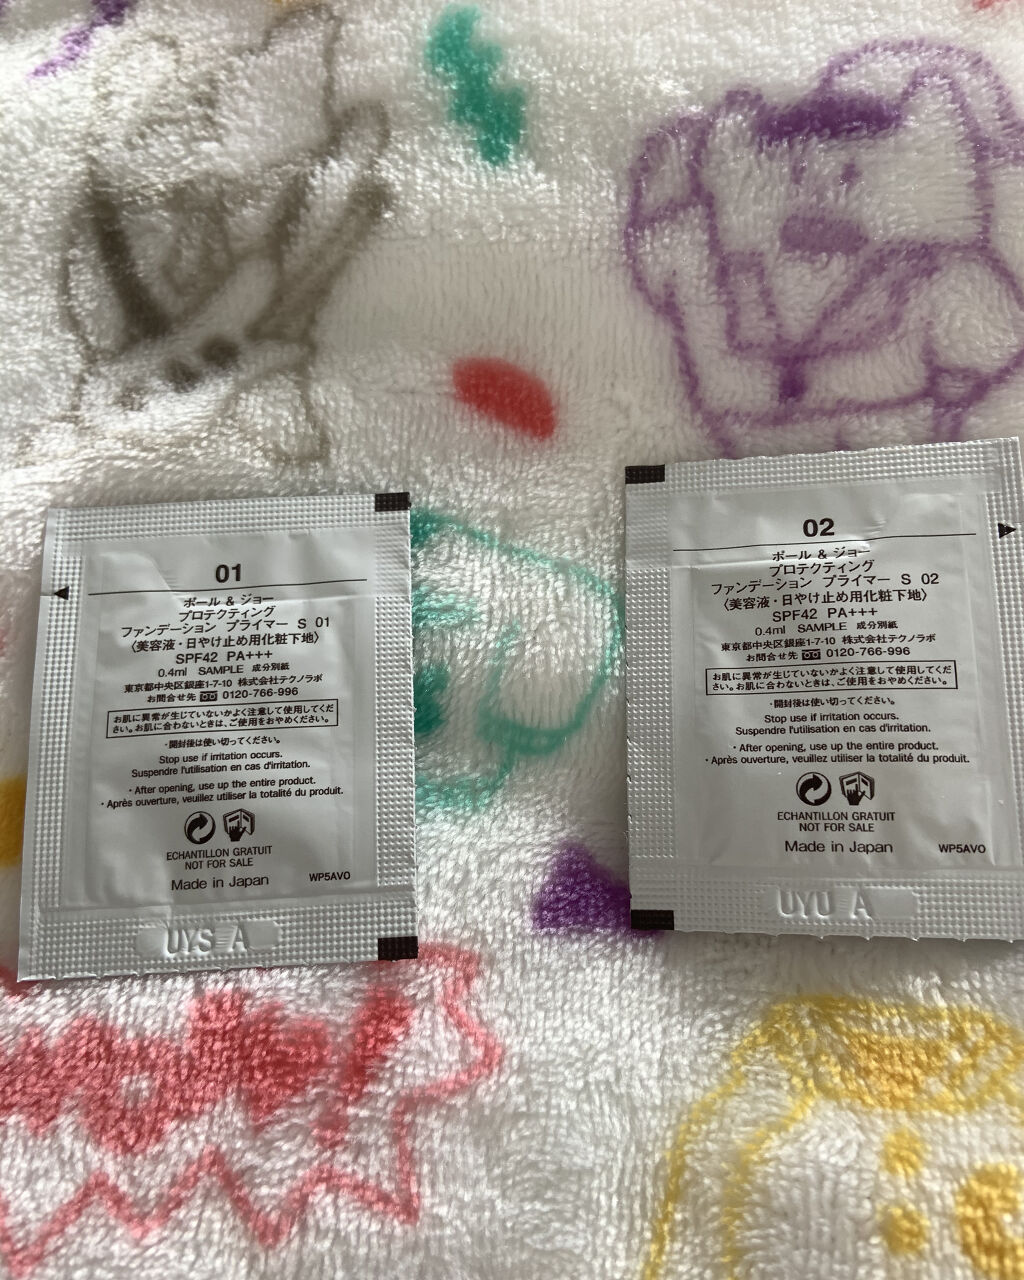 01
ポール & ジョー
プロテクティング
ファンデーション プライマー S 01
〈美容液・日やけ止め用化粧下地〉
SPF42 PA+++
0.4ml SAMPLE 成分別紙
東京都中央区銀座1-7-10 株式会社テクノラボ
お問合せ先 0120-766-996
お肌に異常が生じていないかよく注意して使用してくだ
さい。お肌に合わないときは、ご使用をおやめください。
・開封後は使い切ってください。
Stop use if irritation occurs.
Suspendre l'utilisation en cas d'irritation.
・After opening, use up the entire product.
・Après ouverture, veuillez utiliser la totalité du produit.
ECHANTILLON GRATUIT
NOT FOR SALE
Made in Japan WP5AVO
UYS A
02
ポール & ジョー
プロテクティング
ファンデーション プライマー S 02
〈美容液・日やけ止め用化粧下地〉
SPF42 PA+++
0.4ml SAMPLE 成分別紙
東京都中央区銀座1-7-10 株式会社テクノラボ
お問合せ先 0120-766-996
お肌に異常が生じていないかよく注意して使用してくだ
さい。お肌に合わないときは、ご使用をおやめください。
・開封後は使い切ってください。
Stop use if irritation occurs.
Suspendre l'utilisation en cas d'irritation.
・After opening, use up the entire product.
・Après ouverture, veuillez utiliser la totalité du produit.
ECHANTILLON GRATUIT
NOT FOR SALE
Made in Japan WP5AVO
UYU A